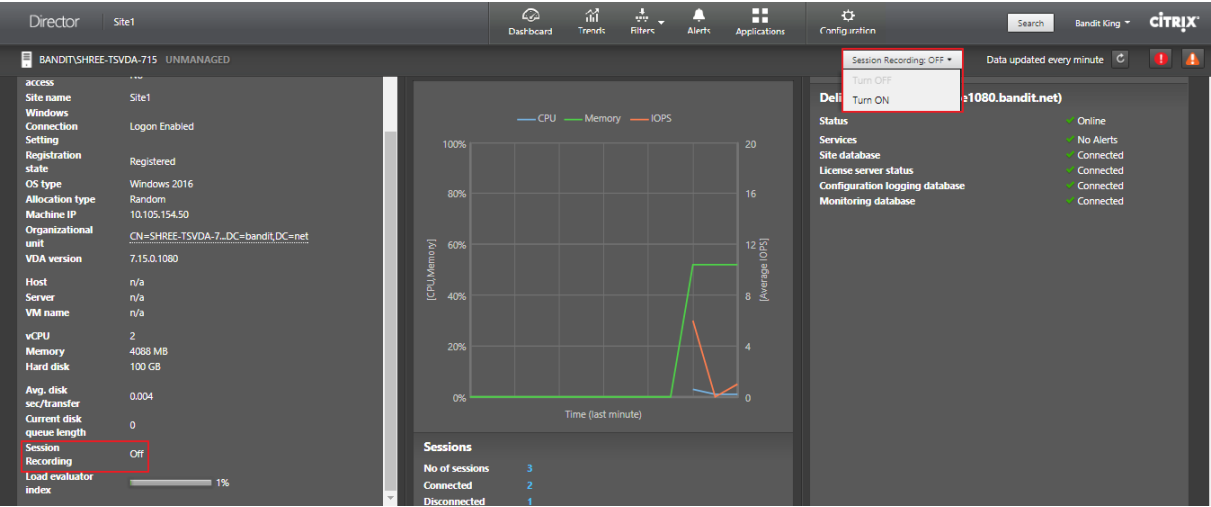 Director Site1 Dashboard Trends Filters Alerts Applications Configuration Search Bandit King CİTRIX
BANDIT\SHREE-TSVDA-715 UNMANAGED Session Recording: OFF Data updated every minute
Turn OFF
Turn ON
access
Site name Site1
Windows
Connection Logon Enabled
Setting
Registration
state Registered
OS type Windows 2016
Allocation type Random
Machine IP 10.105.154.50
Organizational
unit CN=SHREE-TSVDA-7...DC=bandit,DC=net
VDA version 7.15.0.1080
Host n/a
Server n/a
VM name n/a
vCPU 2
Memory 4088 MB
Hard disk 100 GB
Avg. disk
sec/transfer 0.004
Current disk
queue length 0
Session
Recording Off
Load evaluator
index 1%
CPU Memory IOPS
100% 20
80% 16
60% 12
40% 8
20% 4
0% 0
[CPU,Memory]
[Average IOPS]
Time (last minute)
Sessions
No of sessions 3
Connected 2
Disconnected 1
Deli e1080.bandit.net)
Status Online
Services No Alerts
Site database Connected
License server status Connected
Configuration logging database Connected
Monitoring database Connected